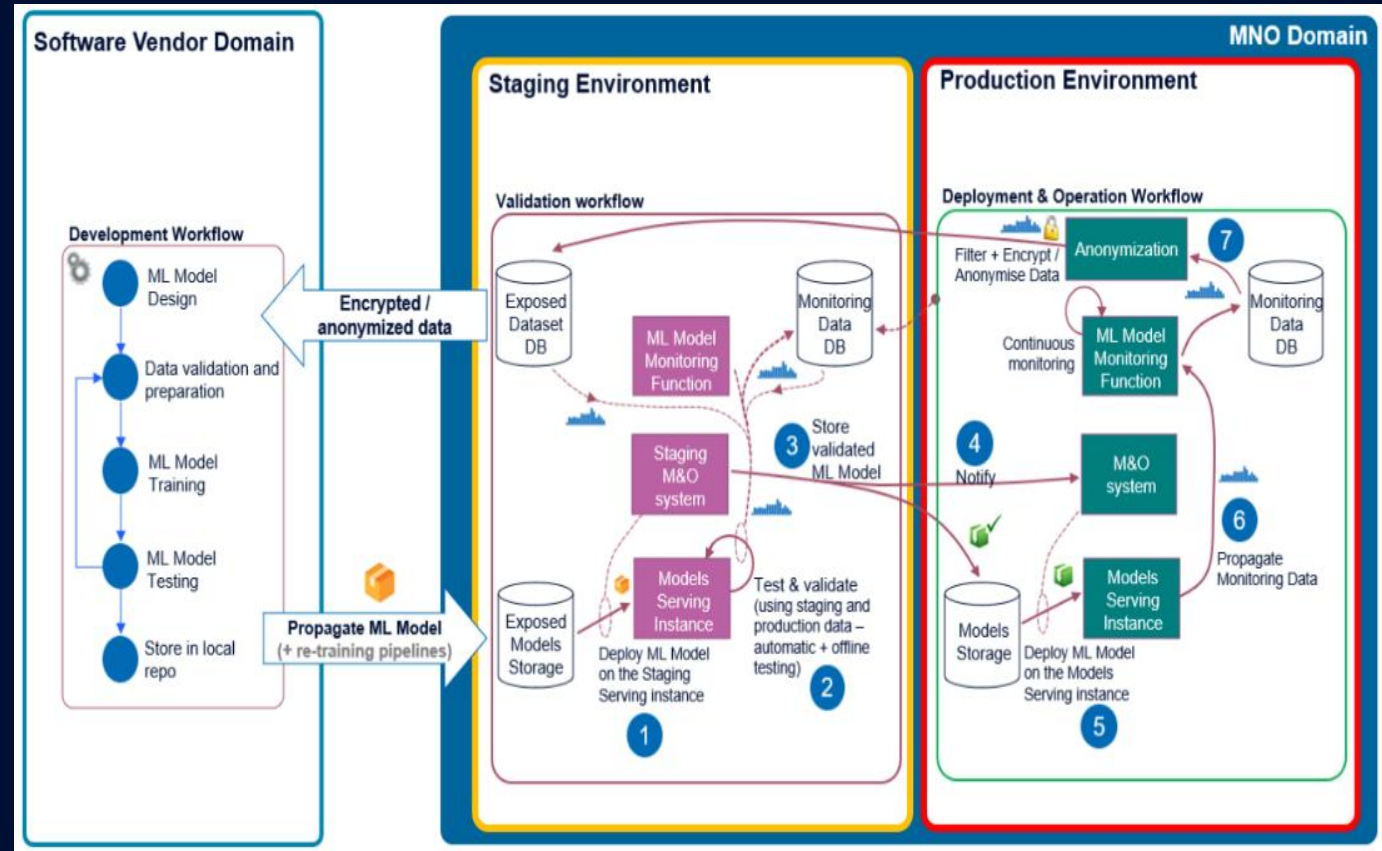 Software Vendor Domain
Development Workflow
ML Model
Design
Data validation and
preparation
ML Model
Training
ML Model
Testing
Store in local
repo
Encrypted /
anonymized data
Propagate ML Model
(+ re-training pipelines)
MNO Domain
Staging Environment
Validation workflow
Exposed
Dataset
DB
ML Model
Monitoring
Function
Monitoring
Data
DB
Staging
M&O
system
3
Store
validated
ML Model
Exposed
Models
Storage
Models
Serving
Instance
Deploy ML Model
on the Staging
Serving instance
1
Test & validate
(using staging and
production data –
automatic + offline
testing)
2
Production Environment
Deployment & Operation Workflow
Filter + Encrypt /
Anonymise Data
Anonymization
7
Continuous
monitoring
ML Model
Monitoring
Function
Monitoring
Data
DB
4
Notify
M&O
system
6
Propagate
Monitoring Data
Models
Storage
Models
Serving
Instance
Deploy ML Model
on the Models
Serving instance
5